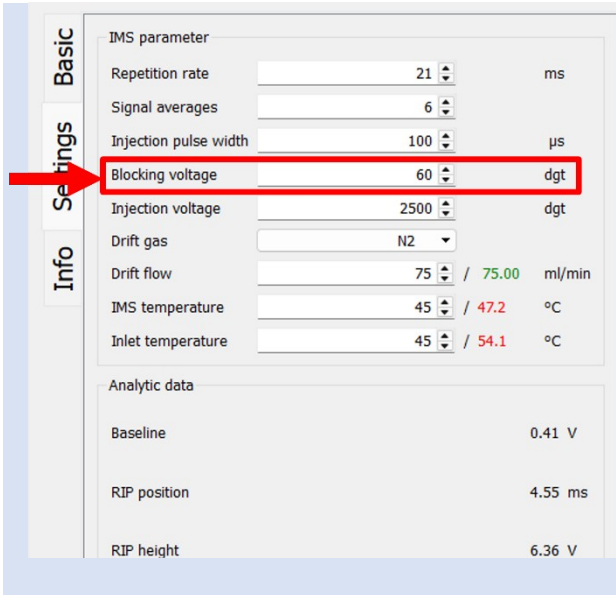 Basic
Settings
Info
IMS parameter
Repetition rate 21 ms
Signal averages 6
Injection pulse width 100 µs
Blocking voltage 60 dgt
Injection voltage 2500 dgt
Drift gas N2
Drift flow 75 / 75.00 ml/min
IMS temperature 45 / 47.2 °C
Inlet temperature 45 / 54.1 °C
Analytic data
Baseline 0.41 V
RIP position 4.55 ms
RIP height 6.36 V